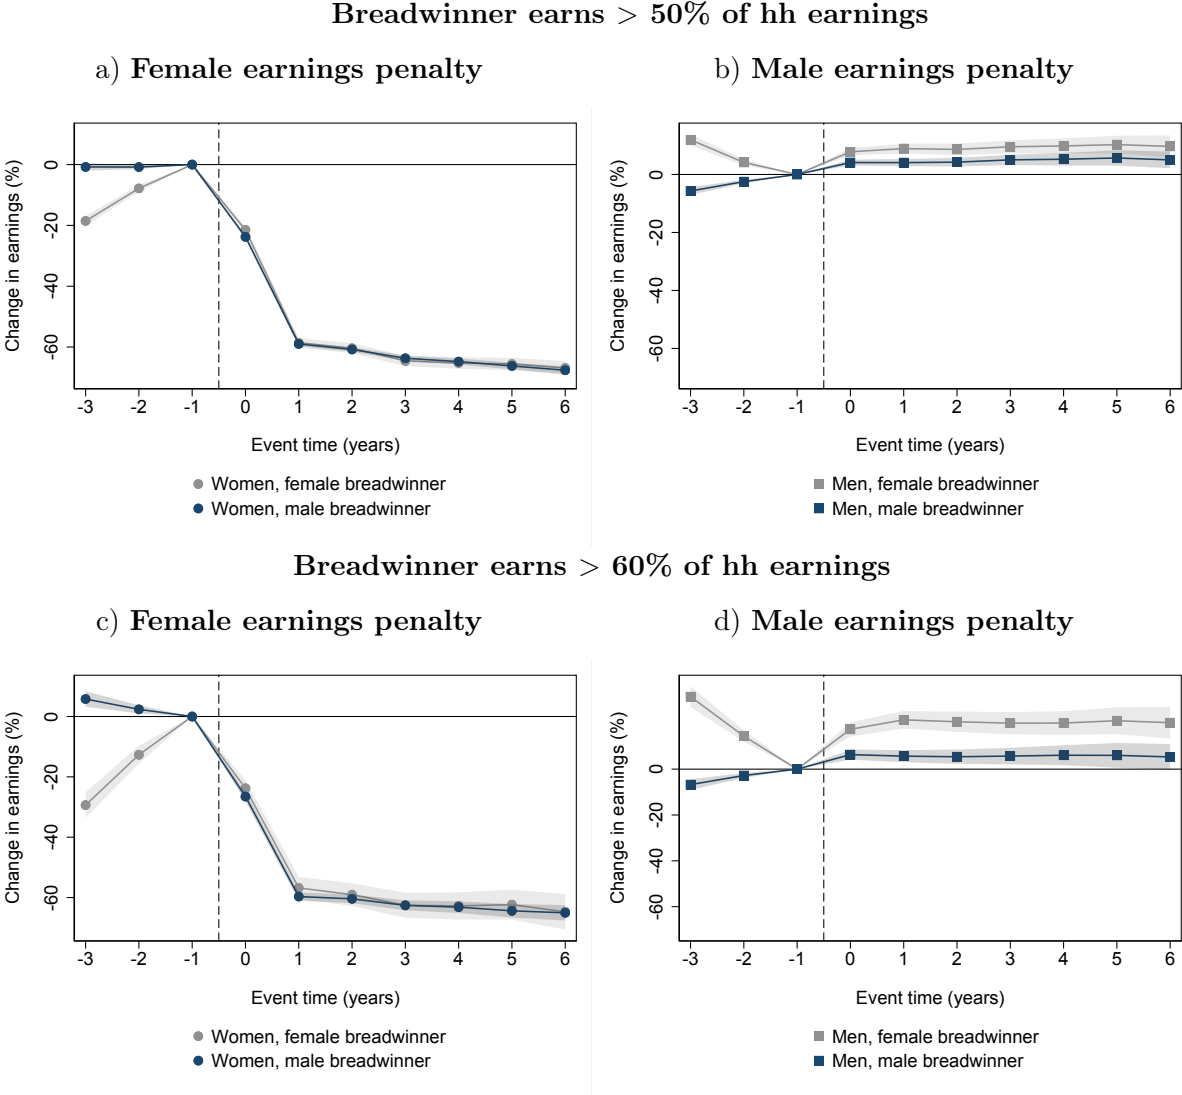 Breadwinner earns > 50% of hh earnings
a) Female earnings penalty
b) Male earnings penalty
Change in earnings (%)
0
-20
-40
-60
-3 -2 -1 0 1 2 3 4 5 6
Event time (years)
Women, female breadwinner
Women, male breadwinner
Change in earnings (%)
0
-20
-40
-60
-3 -2 -1 0 1 2 3 4 5 6
Event time (years)
Men, female breadwinner
Men, male breadwinner
Breadwinner earns > 60% of hh earnings
c) Female earnings penalty
d) Male earnings penalty
Change in earnings (%)
0
-20
-40
-60
-3 -2 -1 0 1 2 3 4 5 6
Event time (years)
Women, female breadwinner
Women, male breadwinner
Change in earnings (%)
0
-20
-40
-60
-3 -2 -1 0 1 2 3 4 5 6
Event time (years)
Men, female breadwinner
Men, male breadwinner